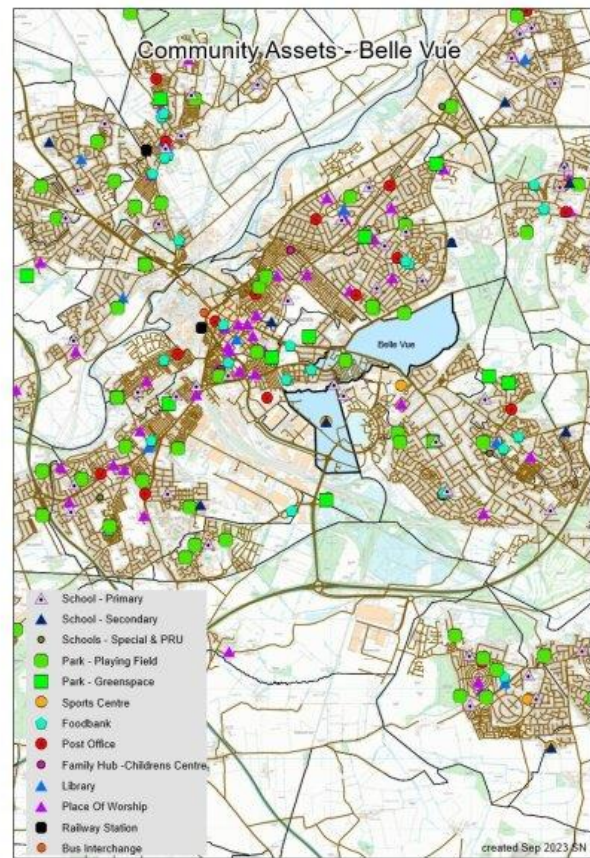 Community Assets - Belle Vue
Belle Vue
School - Primary
School - Secondary
Schools - Special & PRU
Park - Playing Field
Park - Greenspace
Sports Centre
Foodbank
Post Office
Family Hub -Childrens Centre,
Library
Place Of Worship
Railway Station
Bus Interchange
created Sep 2023 SN